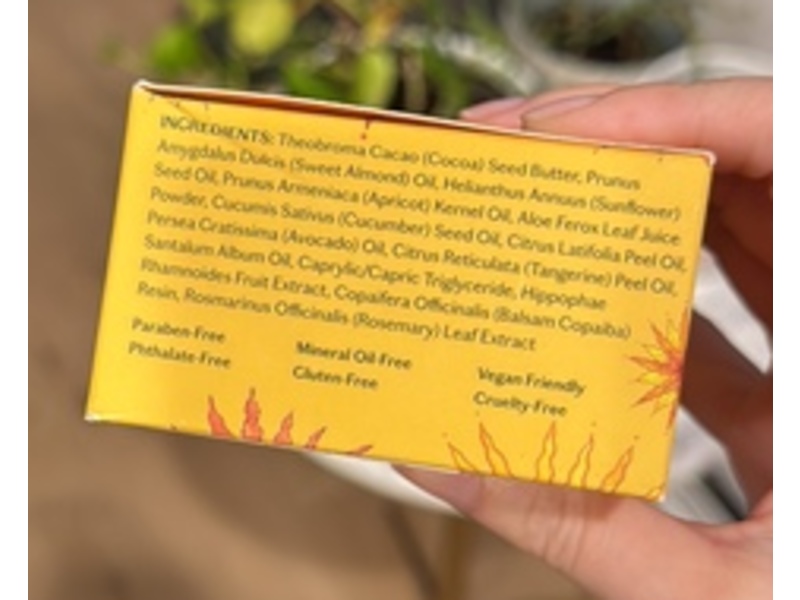 INGREDIENTS: Theobroma Cacao (Cocoa) Seed Butter, Prunus
Amygdalus Dulcis (Sweet Almond) Oil, Helianthus Annuus (Sunflower)
Seed Oil, Prunus Armeniaca (Apricot) Kernel Oil, Aloe Ferox Leaf Juice
Powder, Cucumis Sativus (Cucumber) Seed Oil, Citrus Latifolia Peel Oil,
Persea Gratissima (Avocado) Oil, Citrus Reticulata (Tangerine) Peel Oil,
Santalum Album Oil, Caprylic/Capric Triglyceride, Hippophae
Rhamnoides Fruit Extract, Copaifera Officinalis (Balsam Copaiba)
Resin, Rosmarinus Officinalis (Rosemary) Leaf Extract
Paraben-Free
Phthalate-Free
Mineral Oil-Free
Gluten-Free
Vegan Friendly
Cruelty-Free